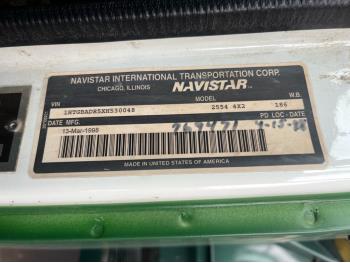 NAVISTAR INTERNATIONAL TRANSPORTATION CORP.
CHICAGO, ILLINOIS NAVISTAR
VIN MODEL W.B.
1HTGBADR5XH530048 2554 4X2 186
DATE MFG. PD LOC - DATE
13-Mar-1998
MADE IN UNITED STATES OF AMERICA